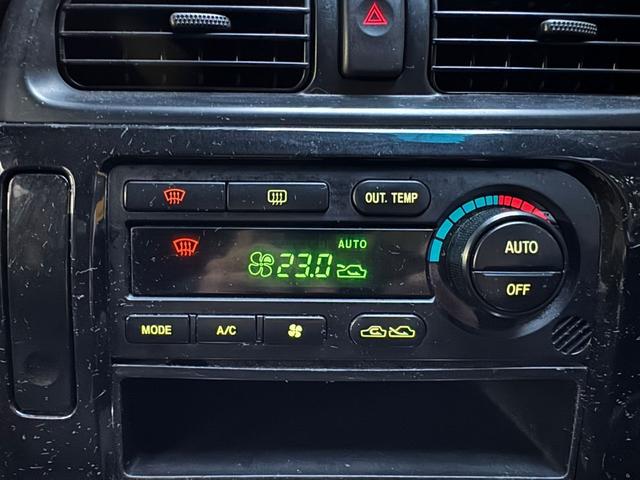 OUT. TEMP
AUTO
23.0
AUTO
OFF
MODE
A/C